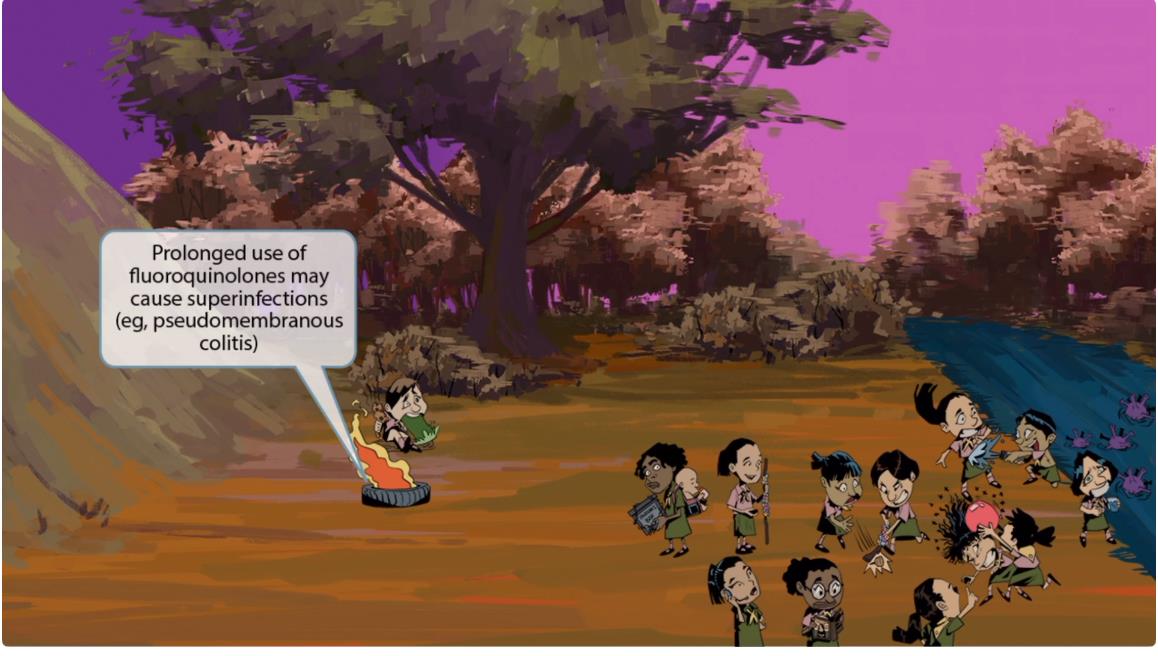 Prolonged use of
fluoroquinolones may
cause superinfections
(eg, pseudomembranous
colitis)